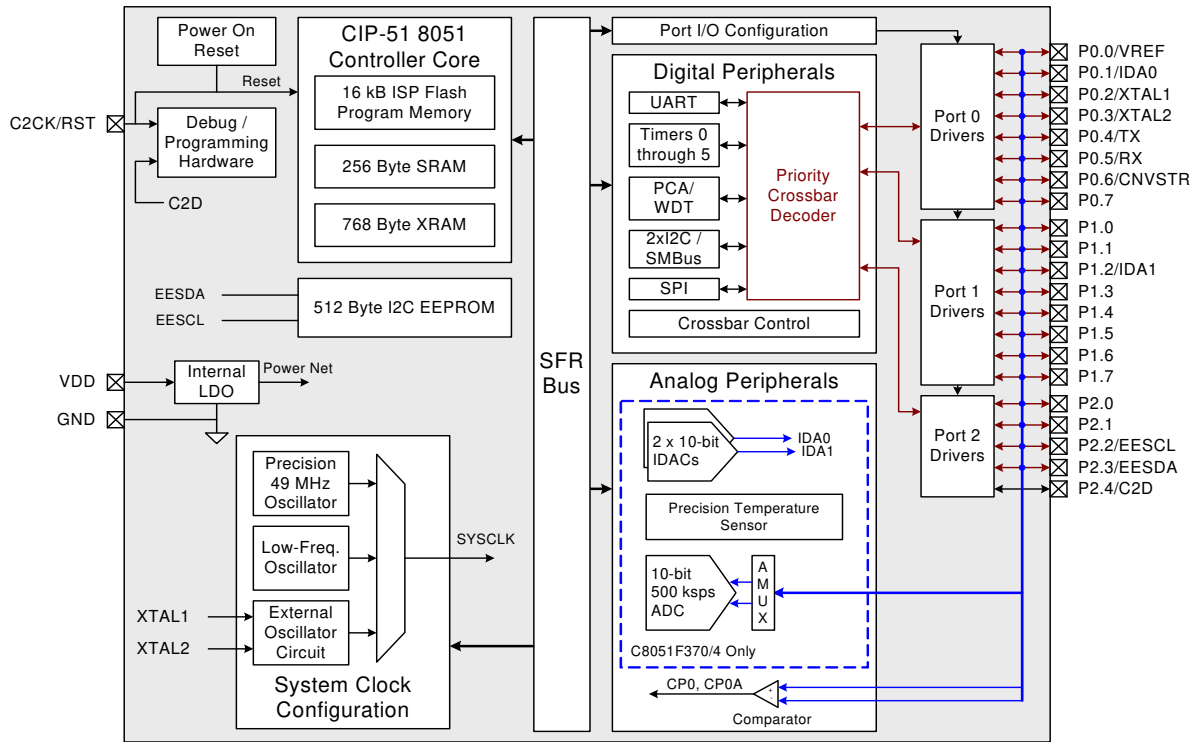 Power On
Reset
Reset
C2CK/RST
Debug /
Programming
Hardware
C2D
CIP-51 8051
Controller Core
16 kB ISP Flash
Program Memory
256 Byte SRAM
768 Byte XRAM
EESDA
EESCL
512 Byte I2C EEPROM
VDD
GND
Internal
LDO
Power Net
Precision
49 MHz
Oscillator
Low-Freq.
Oscillator
XTAL1
XTAL2
External
Oscillator
Circuit
SYSCLK
System Clock
Configuration
SFR
Bus
Port I/O Configuration
Digital Peripherals
UART
Timers 0
through 5
PCA/
WDT
2xI2C /
SMBus
SPI
Priority
Crossbar
Decoder
Crossbar Control
Analog Peripherals
2 x 10-bit
IDACs
IDA0
IDA1
Precision Temperature
Sensor
10-bit
500 ksps
ADC
A
M
U
X
C8051F370/4 Only
CP0, CP0A
+
-
Comparator
Port 0
Drivers
Port 1
Drivers
Port 2
Drivers
P0.0/VREF
P0.1/IDA0
P0.2/XTAL1
P0.3/XTAL2
P0.4/TX
P0.5/RX
P0.6/CNVSTR
P0.7
P1.0
P1.1
P1.2/IDA1
P1.3
P1.4
P1.5
P1.6
P1.7
P2.0
P2.1
P2.2/EESCL
P2.3/EESDA
P2.4/C2D